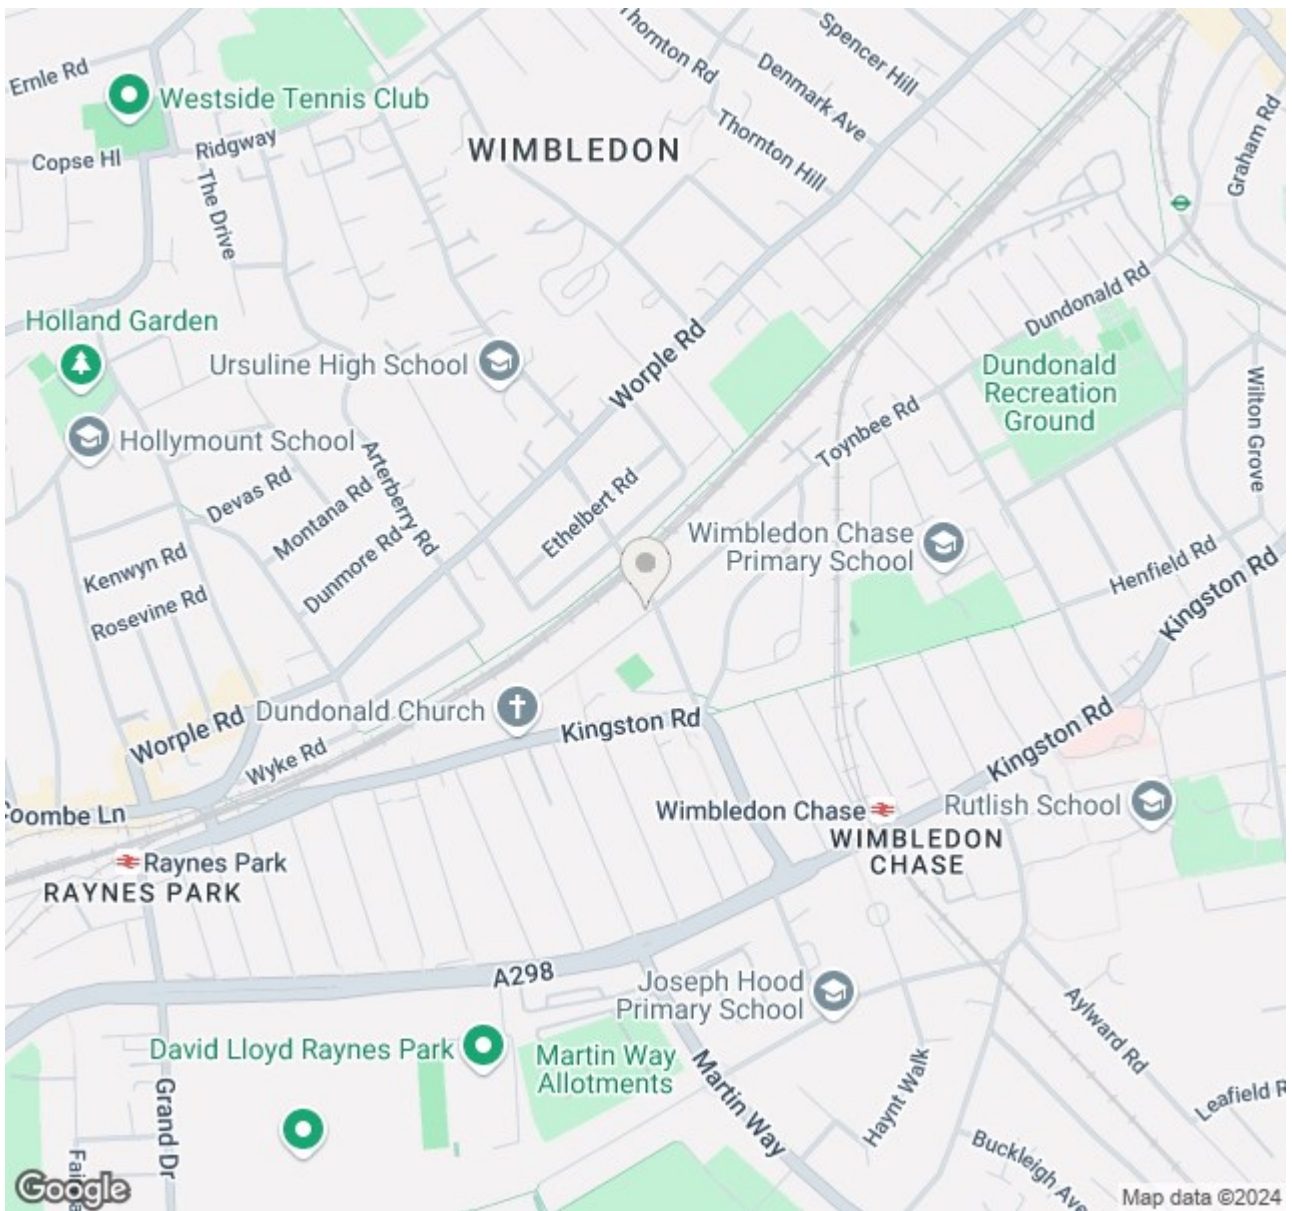 Spencer Hill
Thornton Rd
Denmark Ave
Ernle Rd
Westside Tennis Club
Graham Rd
Thornton Hill
Ridgway
WIMBLEDON
Copse Hl
The Drive
Dundonald Rd
Holland Garden
Worple Rd
Ursuline High School
Dundonald
Recreation
Ground
Wilton Grove
Toynbee Rd
Hollymount School
Arterberry Rd
Devas Rd
Montana Rd
Ethelbert Rd
Wimbledon Chase
Primary School
Dunmore Rd
Kenwyn Rd
Henfield Rd
Kingston Rd
Rosevine Rd
Dundonald Church
Kingston Rd
Worple Rd
Kingston Rd
Wyke Rd
Coombe Ln
Wimbledon Chase
Rutlish School
WIMBLEDON
CHASE
Raynes Park
RAYNES PARK
A298
Joseph Hood
Primary School
Aylward Rd
David Lloyd Raynes Park
Martin Way
Allotments
Martin Way
Haynt Walk
Grand Dr
Leafield R
Buckleigh Ave
Google
Map data ©2024